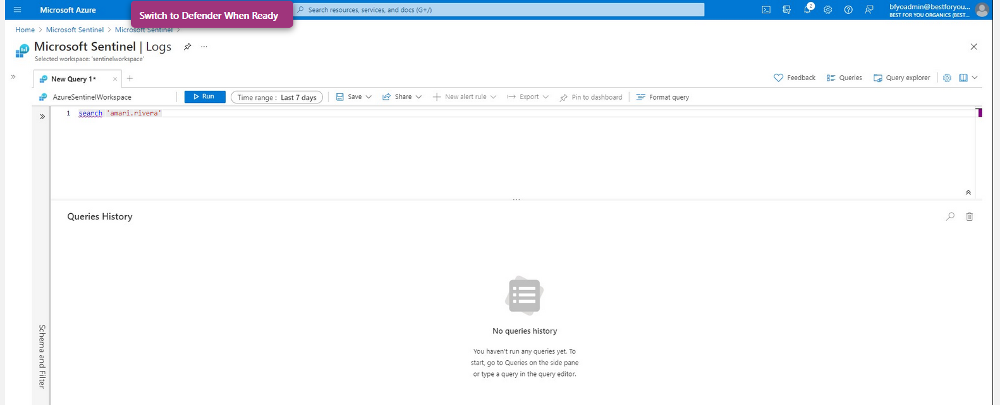 Microsoft Azure
Switch to Defender When Ready
Search resources, services, and docs (G+/)
2
bfyoadmin@bestforyou...
BEST FOR YOU ORGANICS (BEST...
Home > Microsoft Sentinel > Microsoft Sentinel >
Microsoft Sentinel | Logs
...
Selected workspace: 'sentinelworkspace'
New Query 1*
Feedback
Queries
Query explorer
AzureSentinelWorkspace
Run
Time range : Last 7 days
Save
Share
New alert rule
Export
Pin to dashboard
Format query
1 search 'amari.rivera'
Queries History
No queries history
You haven't run any queries yet. To
start, go to Queries on the side pane
or type a query in the query editor.
Schema and Filter